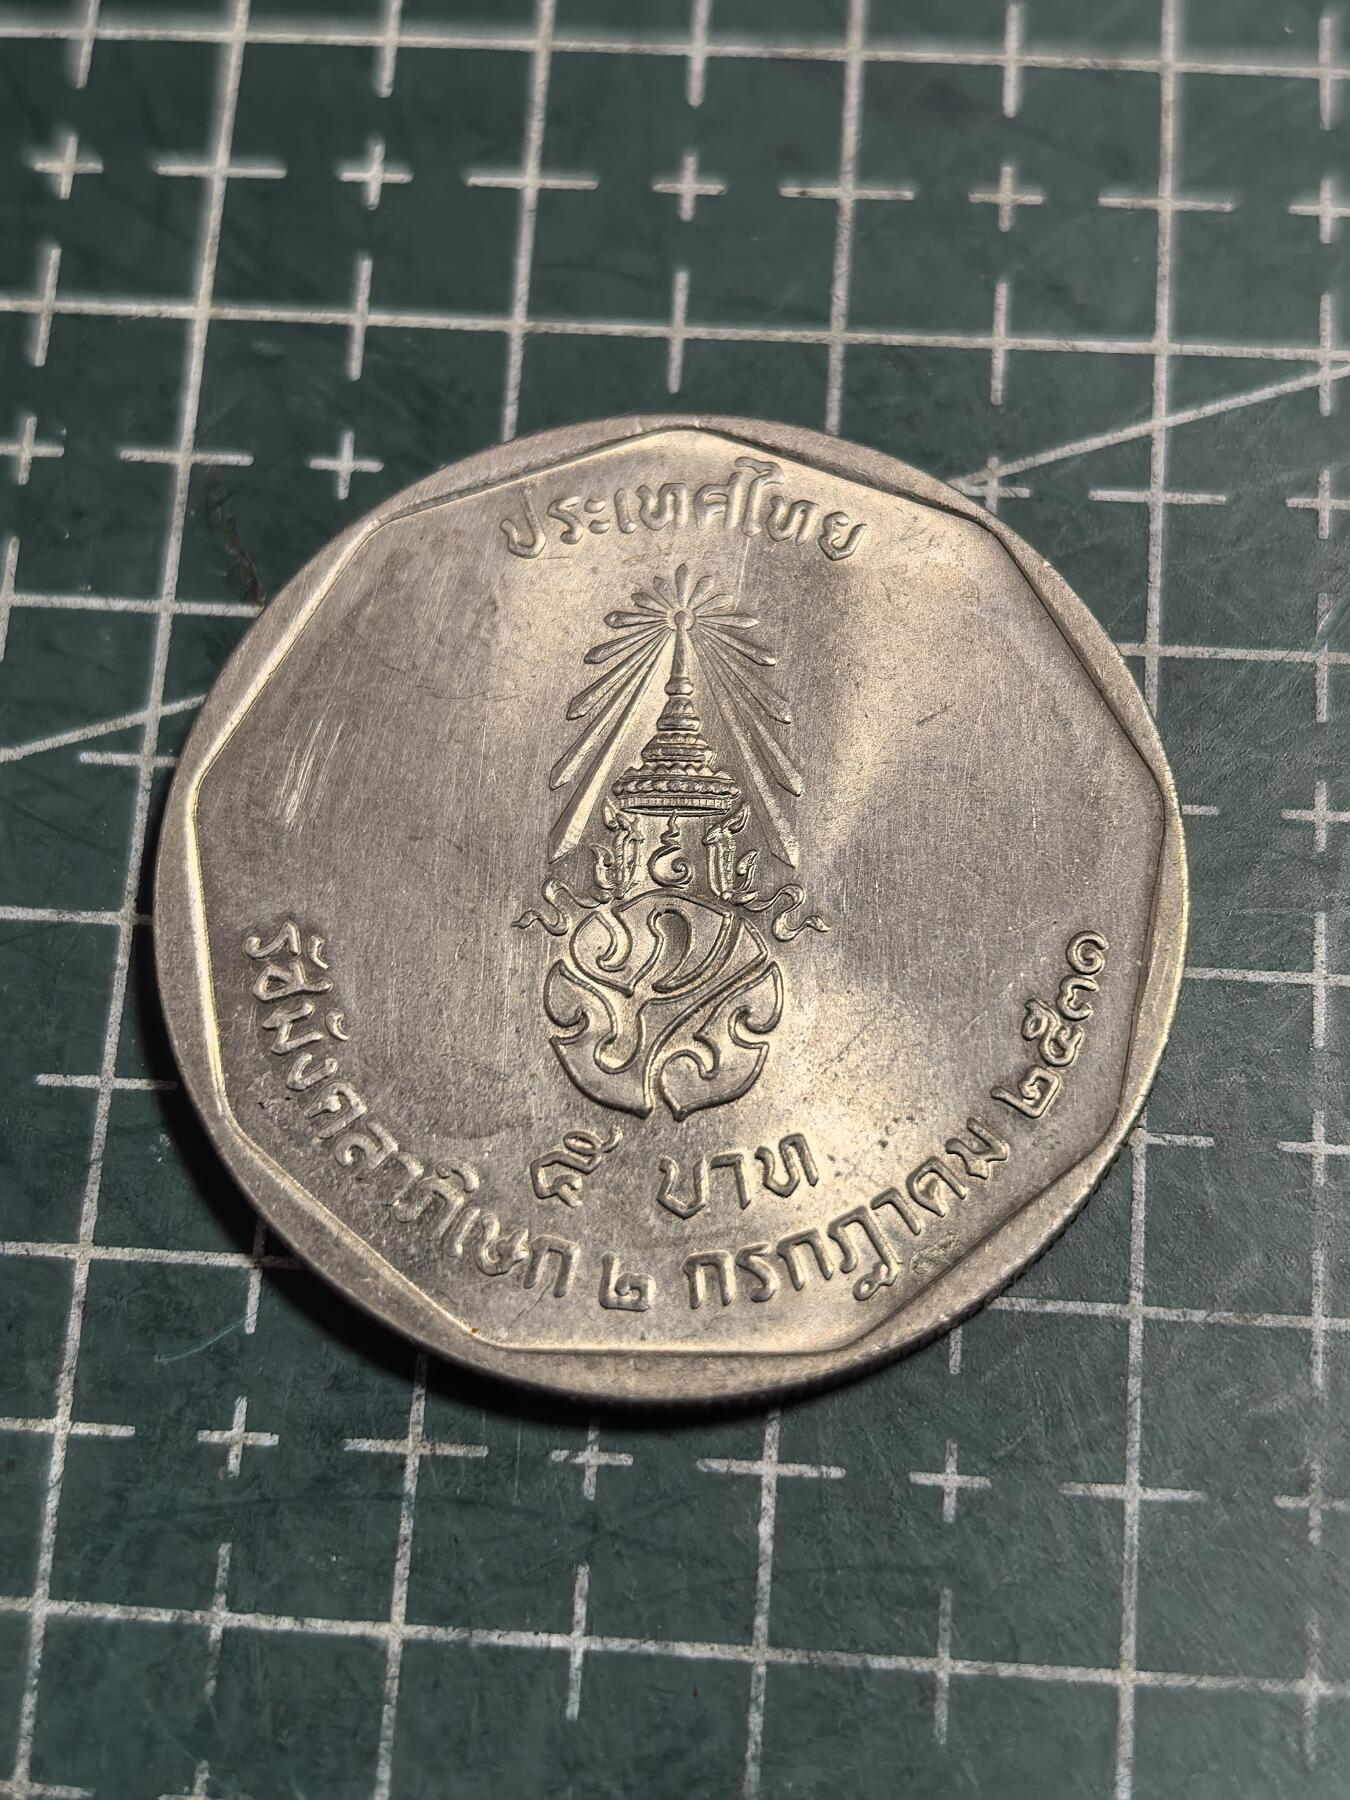 ประเทศไทย
๕ บาท
รัชมังคลาภิเษก ๒ กรกฎาคม ๒๕๓๑